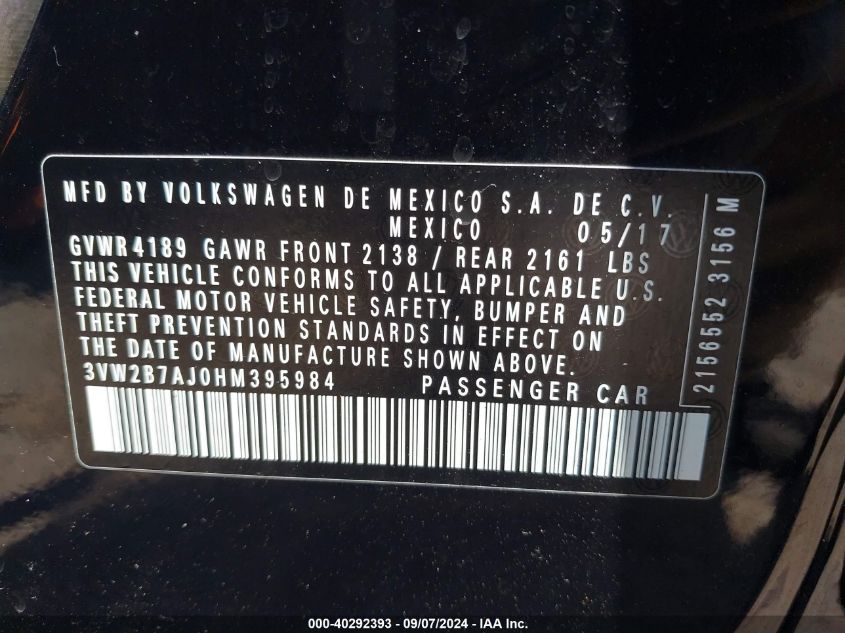 MFD BY VOLKSWAGEN DE MEXICO S.A. DE C.V.
MEXICO 05/17
GVWR4189 GAWR FRONT 2138 / REAR 2161 LBS
THIS VEHICLE CONFORMS TO ALL APPLICABLE U.S.
FEDERAL MOTOR VEHICLE SAFETY, BUMPER AND
THEFT PREVENTION STANDARDS IN EFFECT ON
THE DATE OF MANUFACTURE SHOWN ABOVE.
3VW2B7AJ0HM395984 PASSENGER CAR
2156552 3156 M
000-40292393 - 09/07/2024 - IAA Inc.